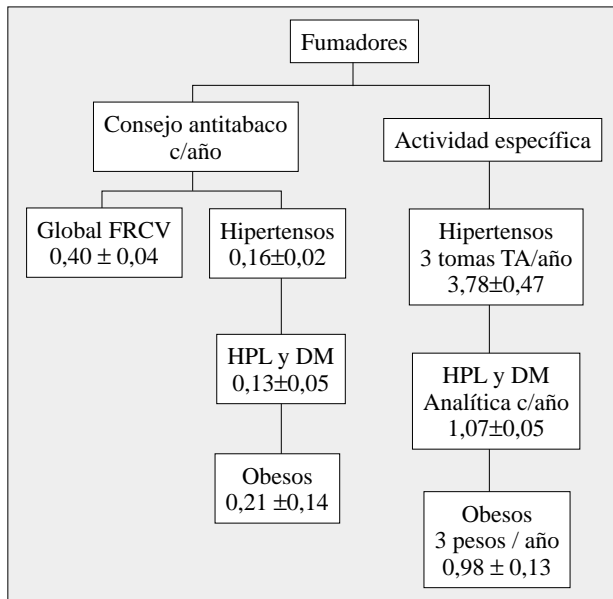 Fumadores
Consejo antitabaco
c/año
Actividad específica
Global FRCV
0,40 ± 0,04
Hipertensos
0,16±0,02
Hipertensos
3 tomas TA/año
3,78±0,47
HPL y DM
0,13±0,05
HPL y DM
Analítica c/año
1,07±0,05
Obesos
0,21 ±0,14
Obesos
3 pesos / año
0,98 ± 0,13